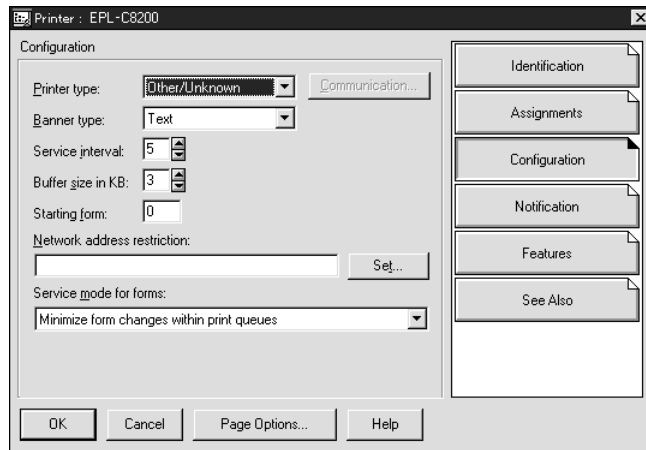 Printer : EPL-C8200
Configuration
Printer type: Other/Unknown Communication...
Banner type: Text
Service interval: 5
Buffer size in KB: 3
Starting form: 0
Network address restriction:
Set...
Service mode for forms:
Minimize form changes within print queues
OK Cancel Page Options... Help
Identification
Assignments
Configuration
Notification
Features
See Also